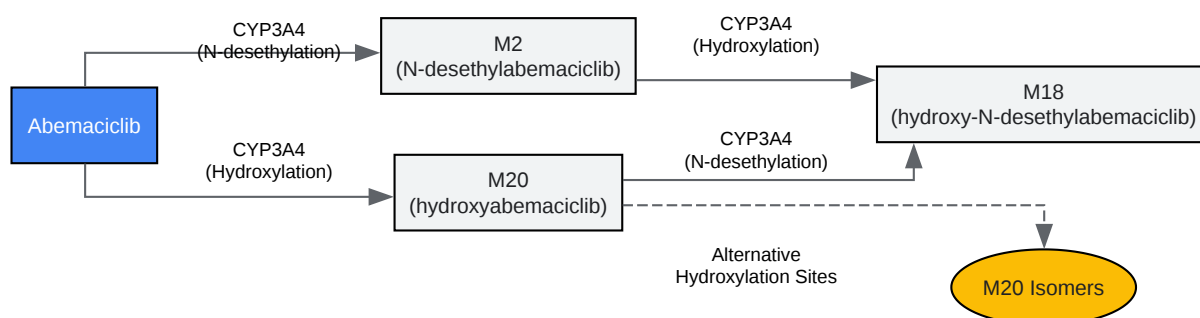 CYP3A4
(N-desethylation)
M2
(N-desethylabemaciclib)
CYP3A4
(Hydroxylation)
M18
(hydroxy-N-desethylabemaciclib)
Abemaciclib
CYP3A4
(Hydroxylation)
M20
(hydroxyabemaciclib)
CYP3A4
(N-desethylation)
Alternative
Hydroxylation Sites
M20 Isomers